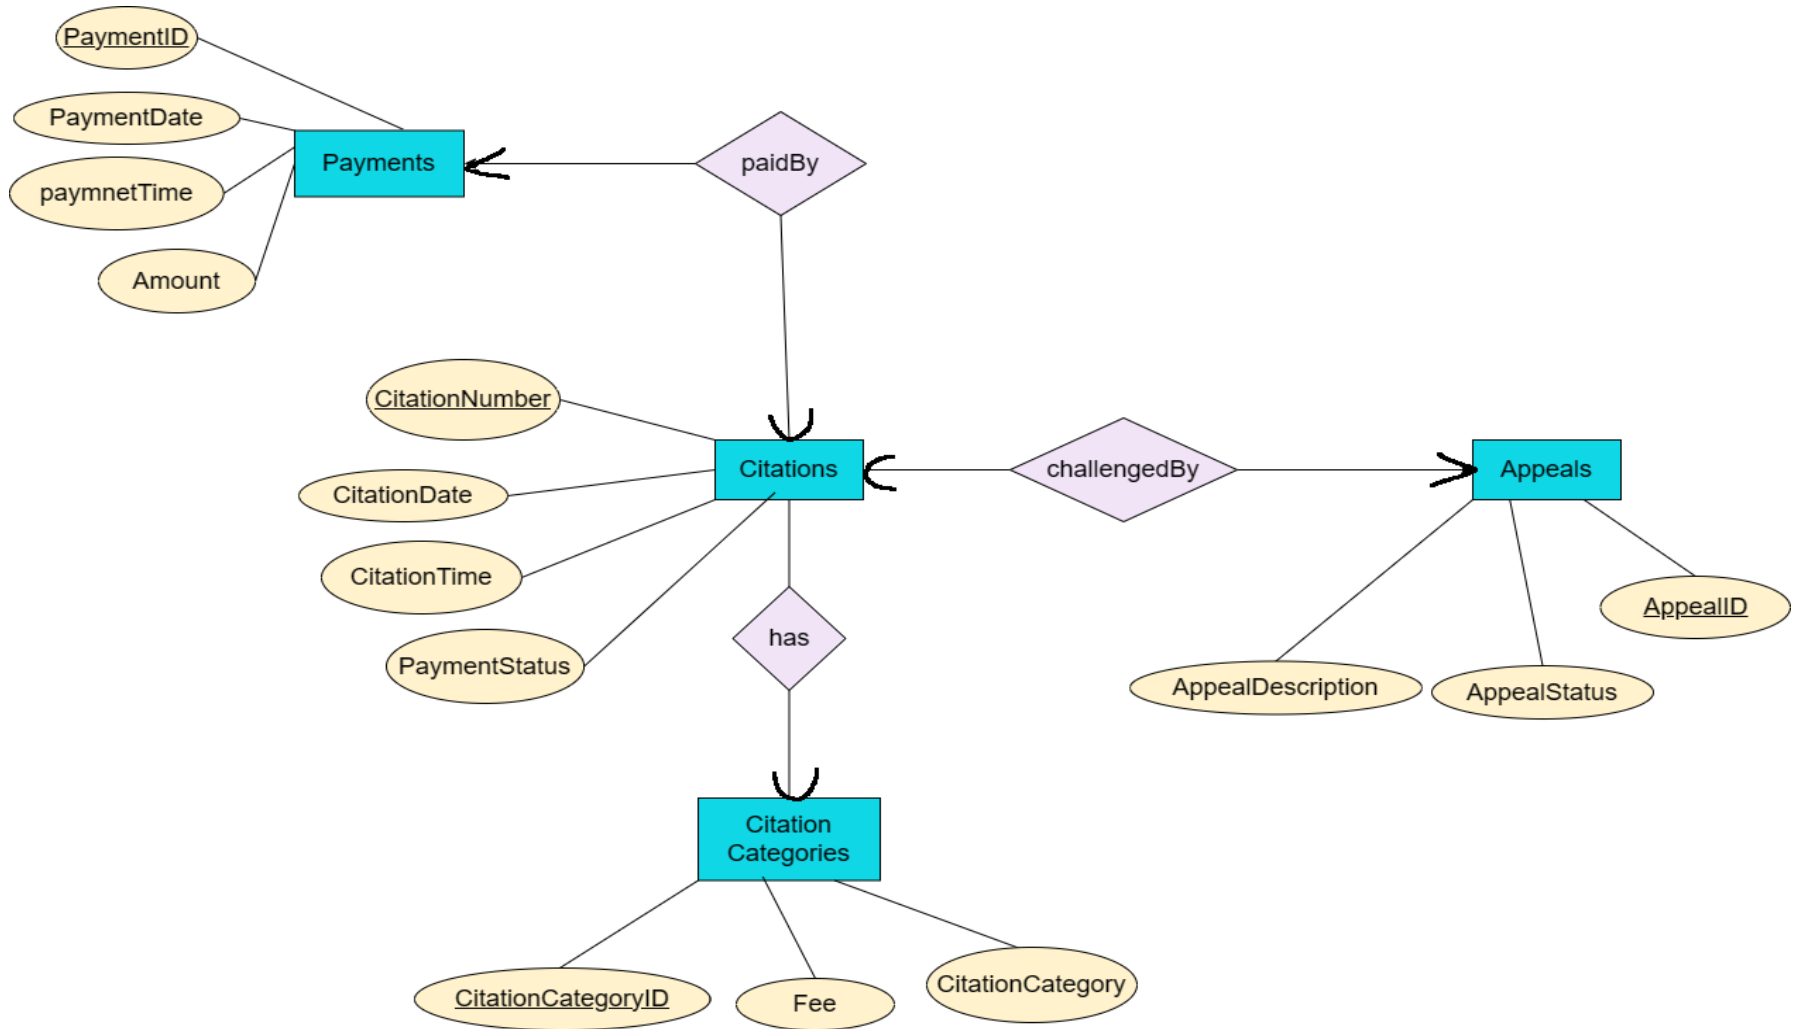 PaymentID
PaymentDate
Payments
paidBy
paymnetTime
Amount
CitationNumber
Citations
challengedBy
Appeals
CitationDate
CitationTime
AppealID
has
PaymentStatus
AppealDescription
AppealStatus
Citation
Categories
CitationCategory
CitationCategoryID
Fee